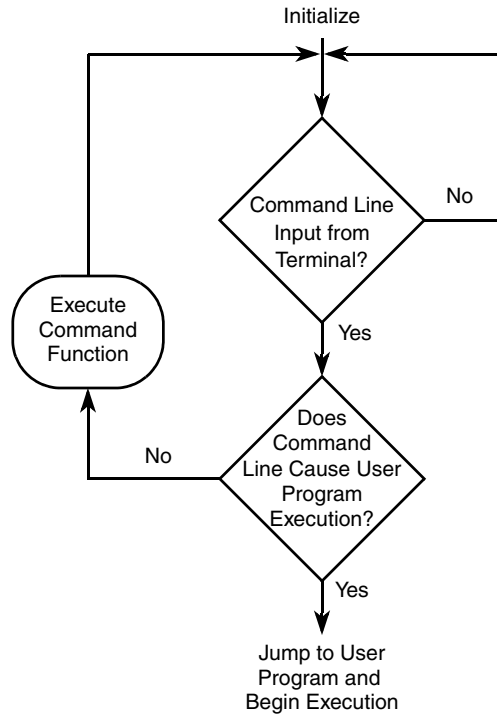 Initialize
Command Line
Input from
Terminal?
No
Yes
Execute
Command
Function
Does
Command
Line Cause User
Program
Execution?
No
Yes
Jump to User
Program and
Begin Execution